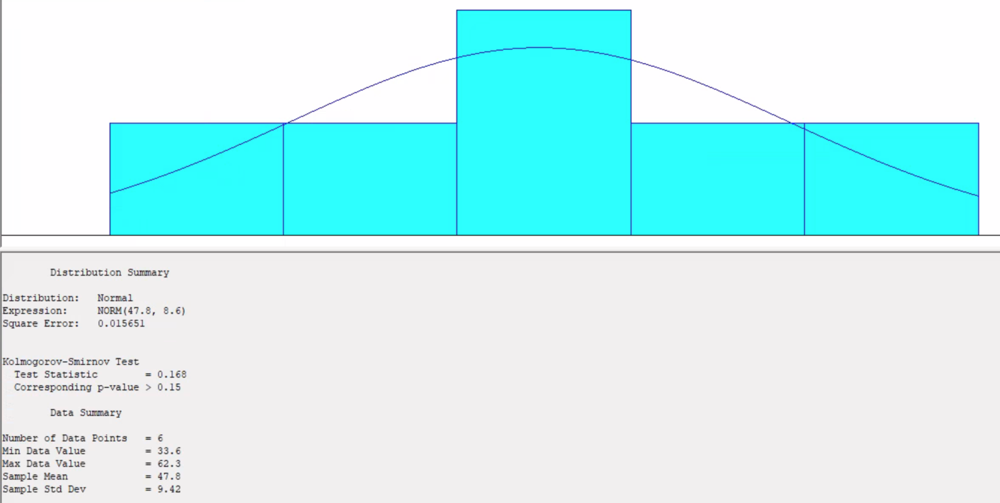 Distribution Summary
Distribution: Normal
Expression: NORM(47.8, 8.6)
Square Error: 0.015651
Kolmogorov-Smirnov Test
Test Statistic = 0.168
Corresponding p-value > 0.15
Data Summary
Number of Data Points = 6
Min Data Value = 33.6
Max Data Value = 62.3
Sample Mean = 47.8
Sample Std Dev = 9.42